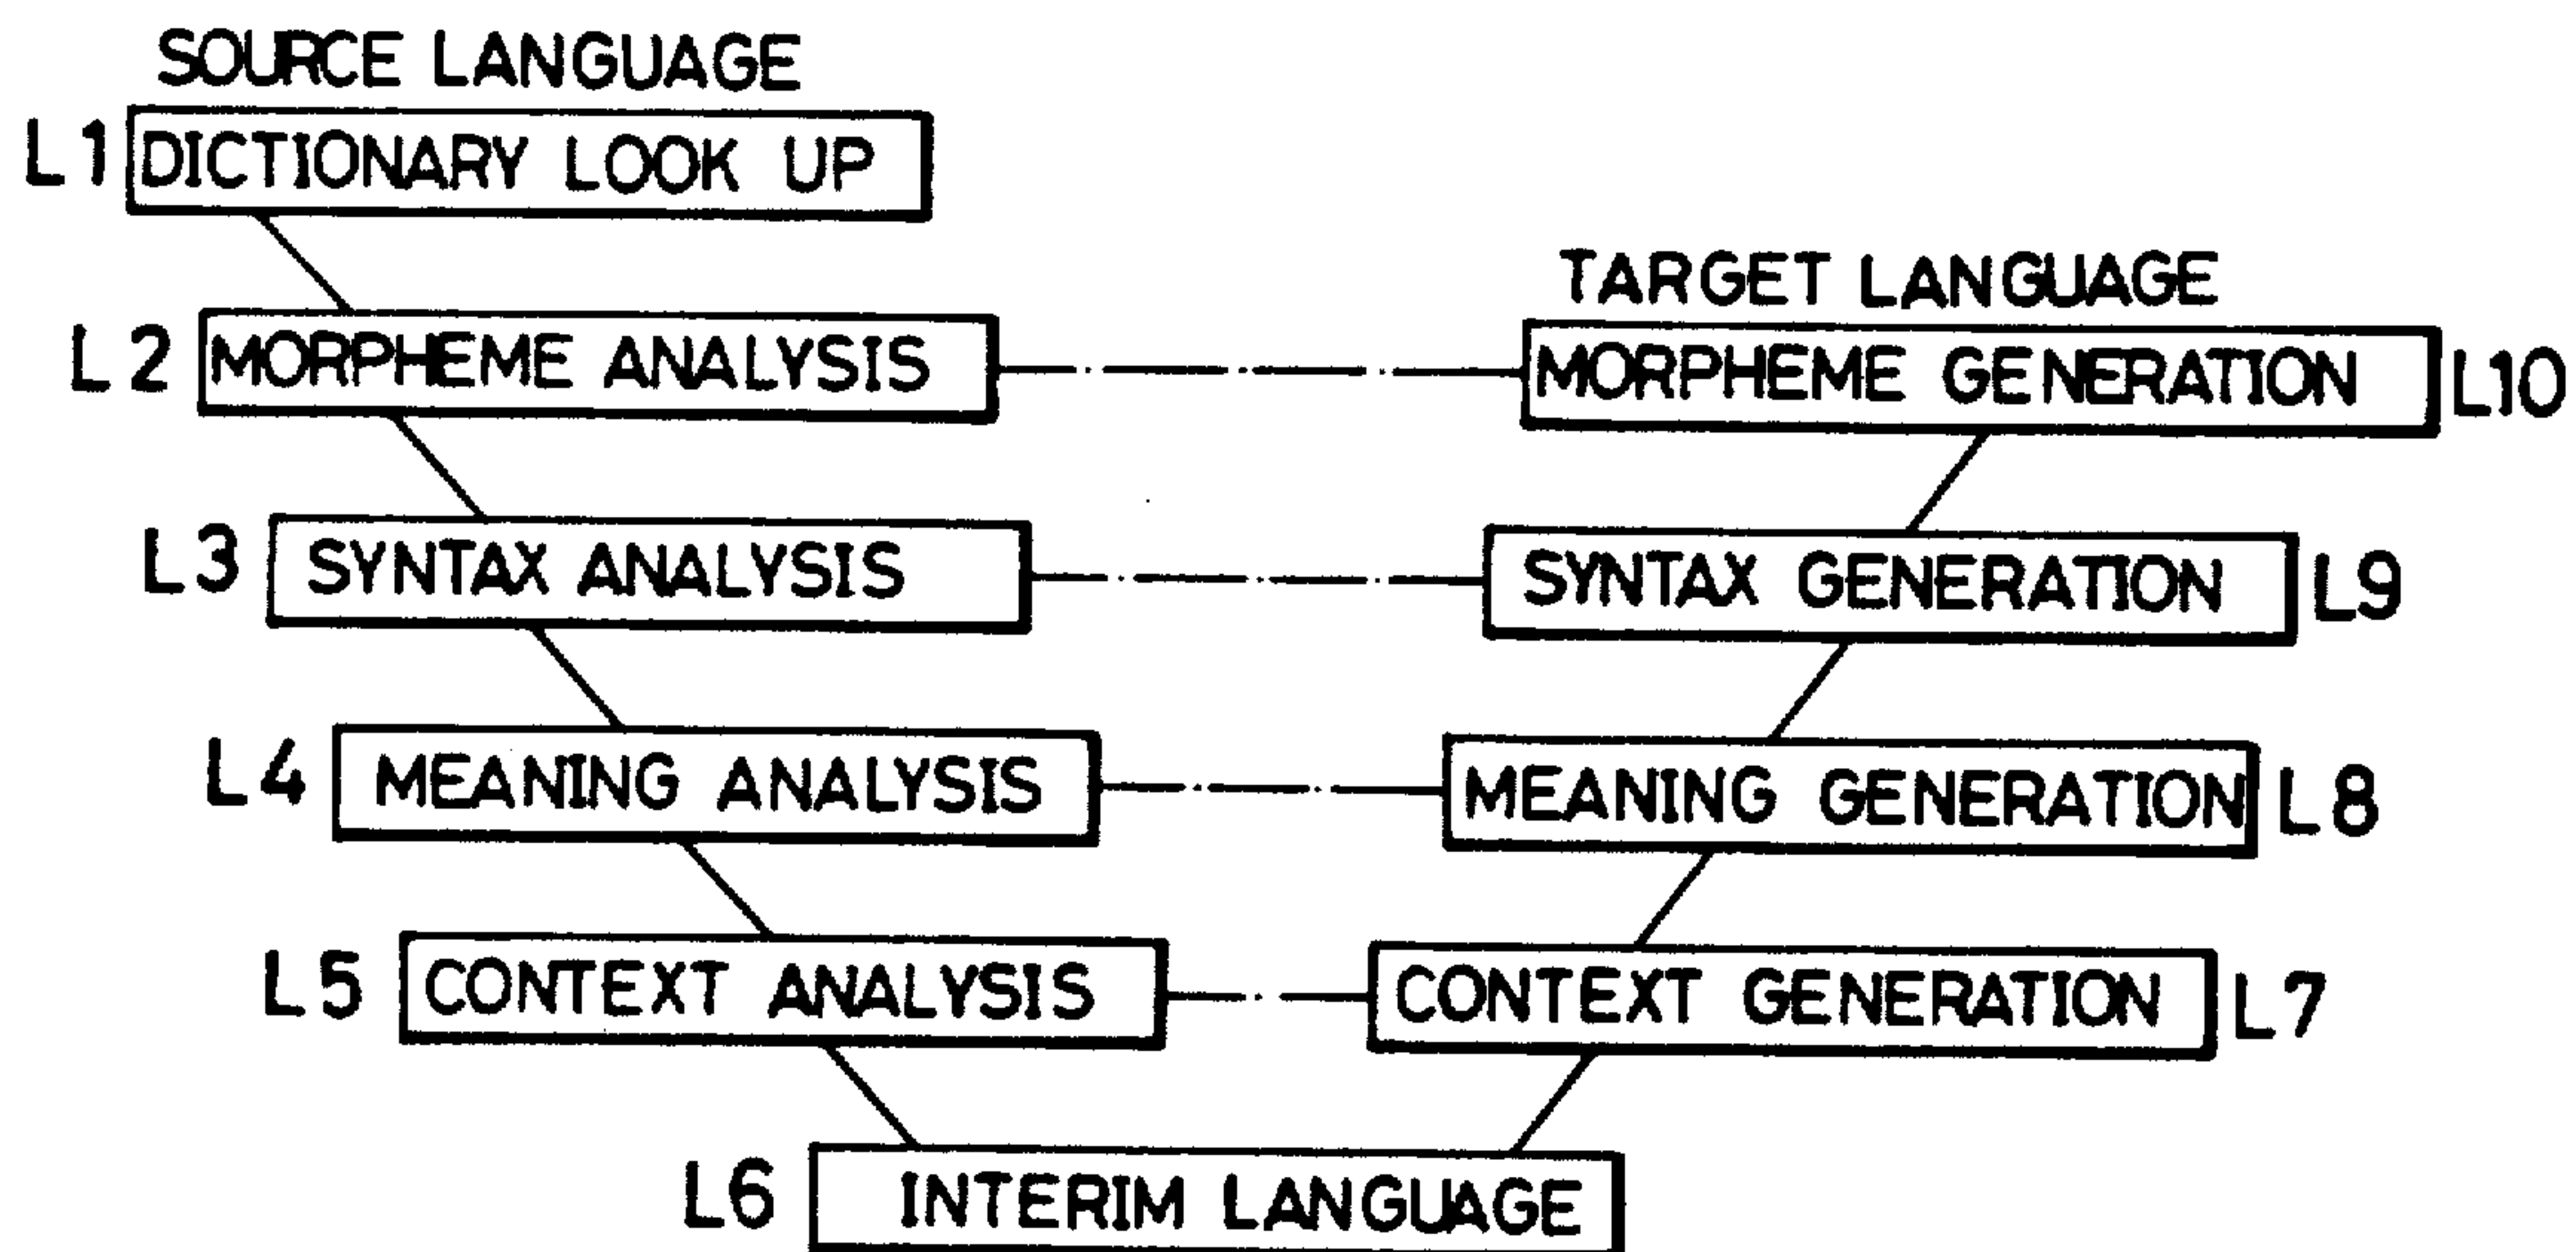 SOURCE LANGUAGE
L1 DICTIONARY LOOK UP
TARGET LANGUAGE
L2 MORPHEME ANALYSIS MORPHEME GENERATION L10
L3 SYNTAX ANALYSIS SYNTAX GENERATION L9
L4 MEANING ANALYSIS MEANING GENERATION L8
L5 CONTEXT ANALYSIS CONTEXT GENERATION L7
L6 INTERIM LANGUAGE